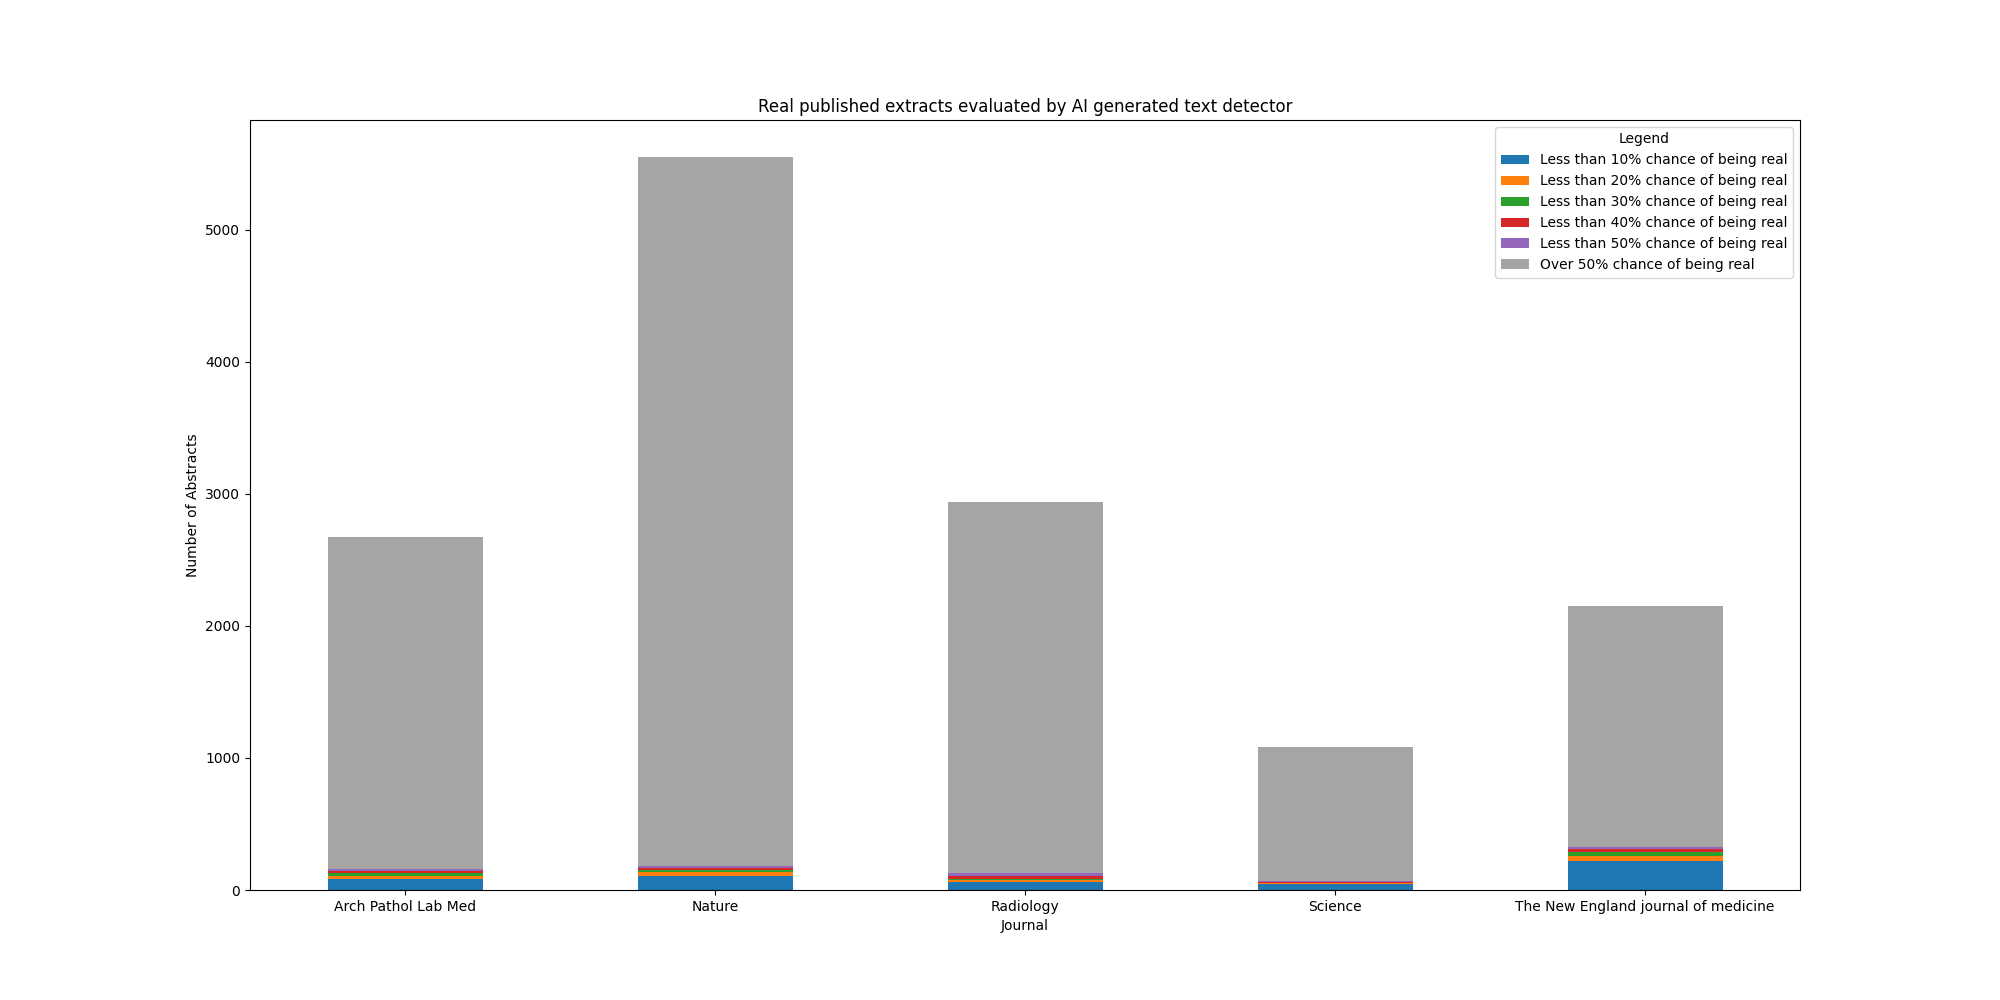 Real published extracts evaluated by AI generated text detector
Legend
Less than 10% chance of being real
Less than 20% chance of being real
Less than 30% chance of being real
Less than 40% chance of being real
Less than 50% chance of being real
Over 50% chance of being real
Number of Abstracts
5000
4000
3000
2000
1000
0
Arch Pathol Lab Med
Nature
Radiology
Science
The New England journal of medicine
Journal